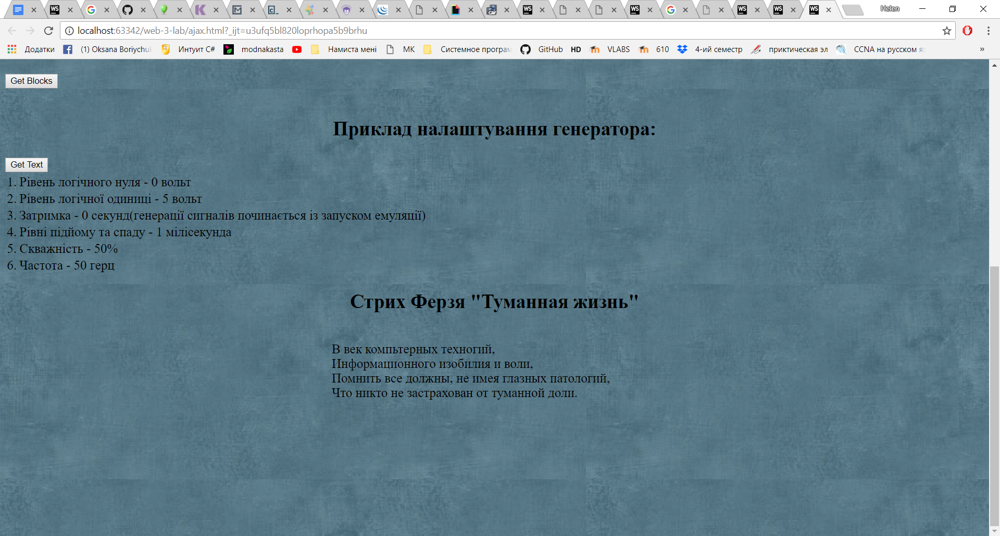 Helen
localhost:63342/web-3-lab/ajax.html?_ijt=u3ufq5bl820loprhopa5b9brhu
Додатки (1) Oksana Boriychu Интуит C# modnakasta Намиста мені МК Системное програм GitHub HD VLABS 610 4-ий семестр приктическая эл CCNA на русском яз »
Get Blocks
Приклад налаштування генератора:
Get Text
1. Рівень логічного нуля - 0 вольт
2. Рівень логічної одиниці - 5 вольт
3. Затримка - 0 секунд(генерації сигналів починається із запуском емуляції)
4. Рівні підйому та спаду - 1 мілісекунда
5. Скважність - 50%
6. Частота - 50 герц
Стрих Ферзя "Туманная жизнь"
В век компьтерных техногий,
Информационного изобилия и воли,
Помнить все должны, не имея глазных патологий,
Что никто не застрахован от туманной доли.